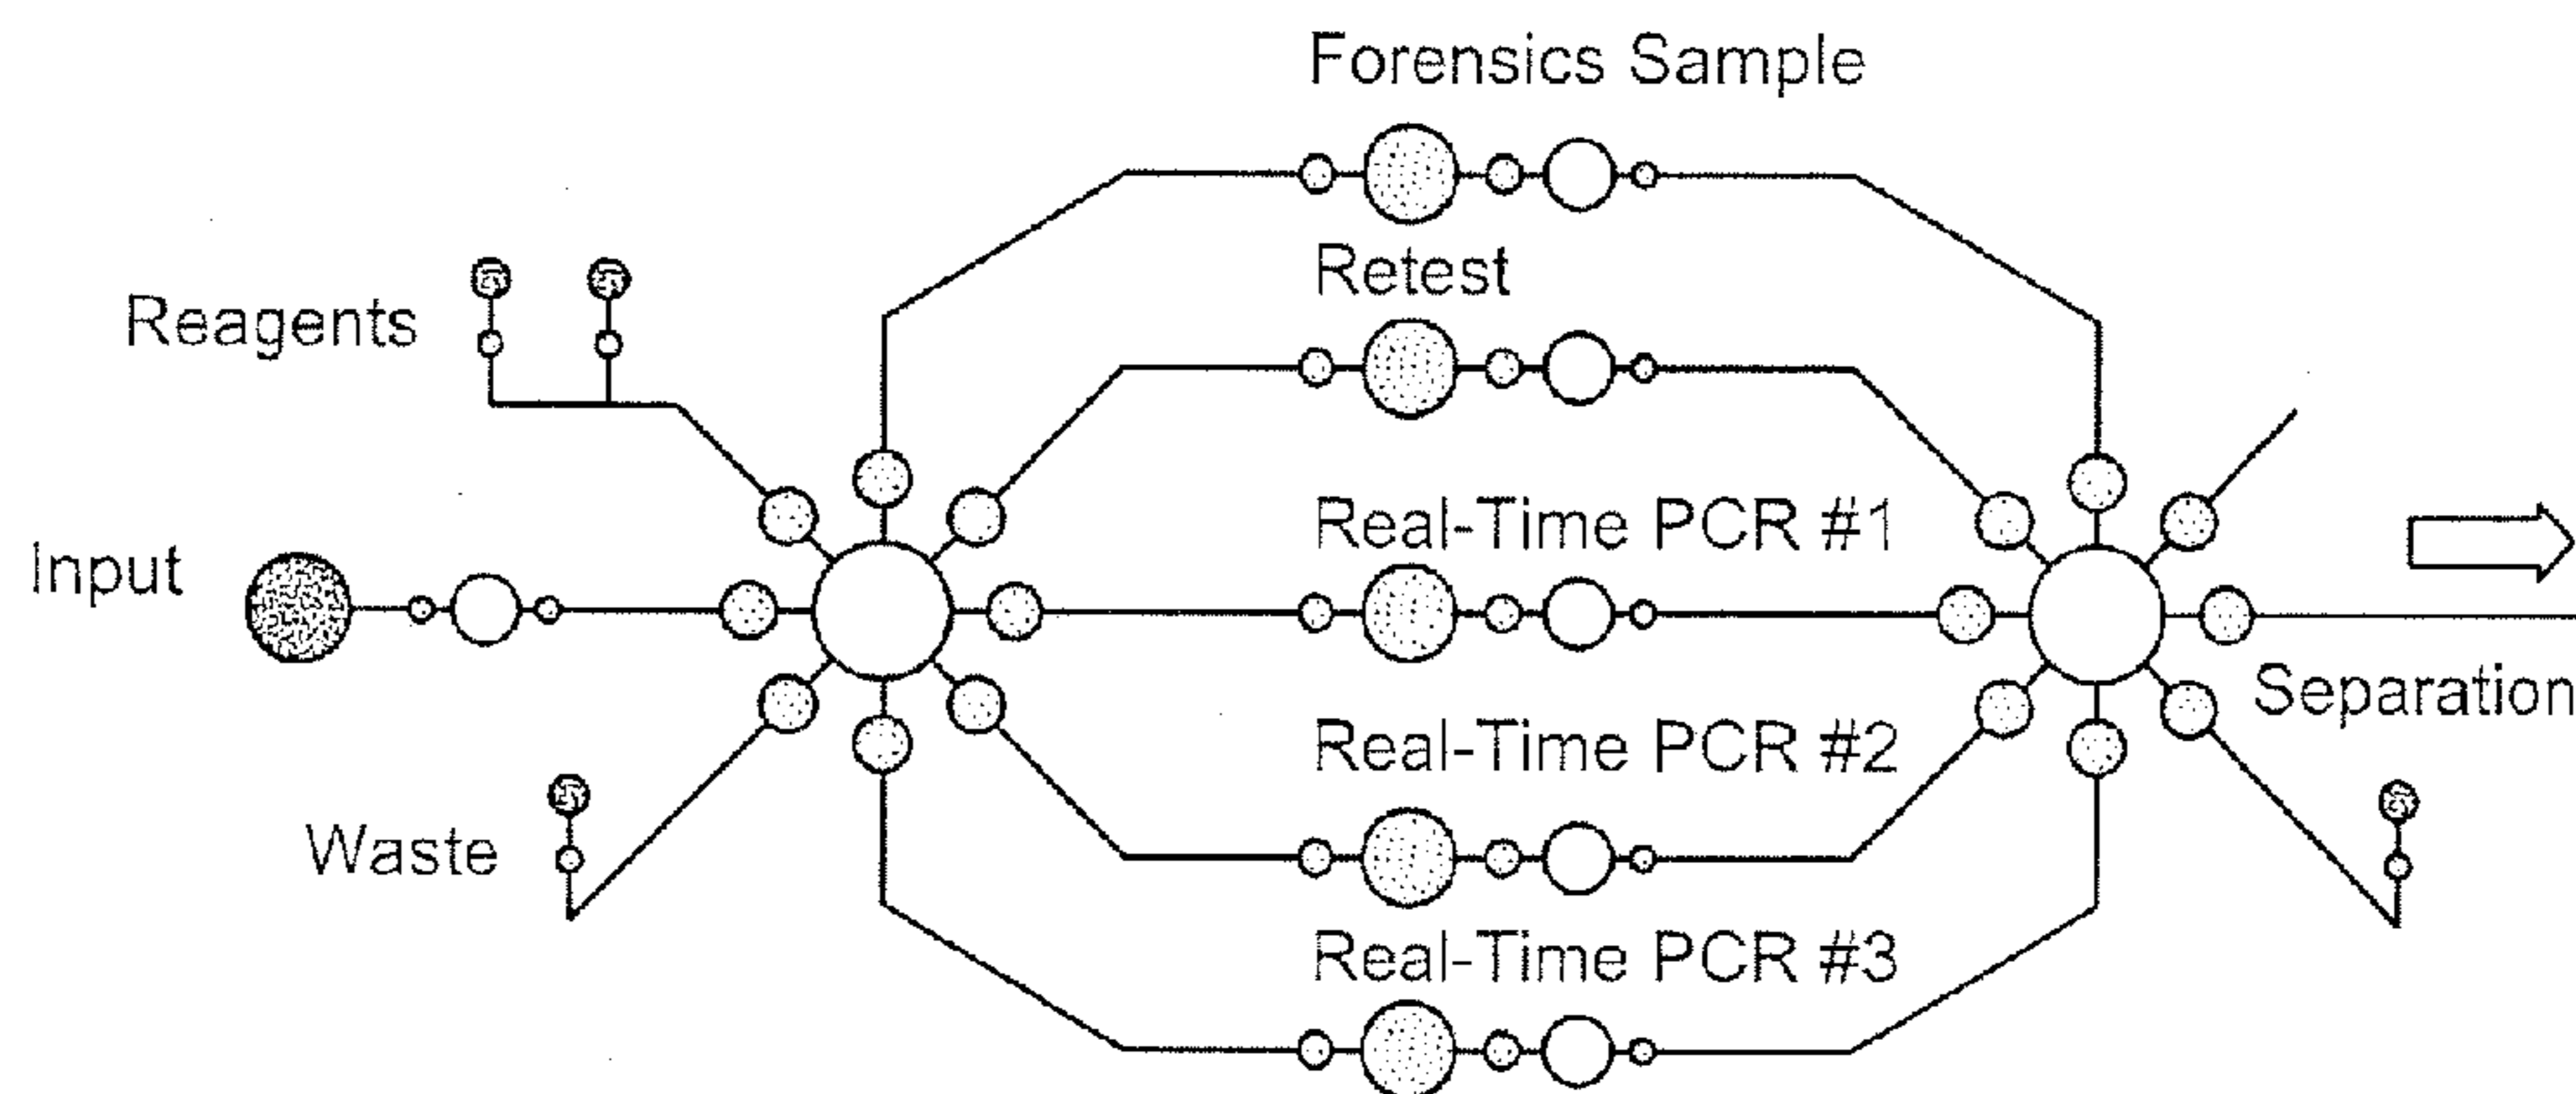 Forensics Sample
Retest
Reagents
Real-Time PCR #1
Input
Separation
Real-Time PCR #2
Waste
Real-Time PCR #3